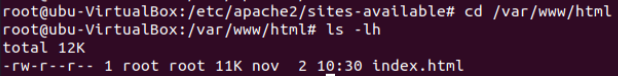 root@ubu-VirtualBox:/etc/apache2/sites-available# cd /var/www/html
root@ubu-VirtualBox:/var/www/html# ls -lh
total 12K
-rw-r--r-- 1 root root 11K nov  2 10:30 index.html